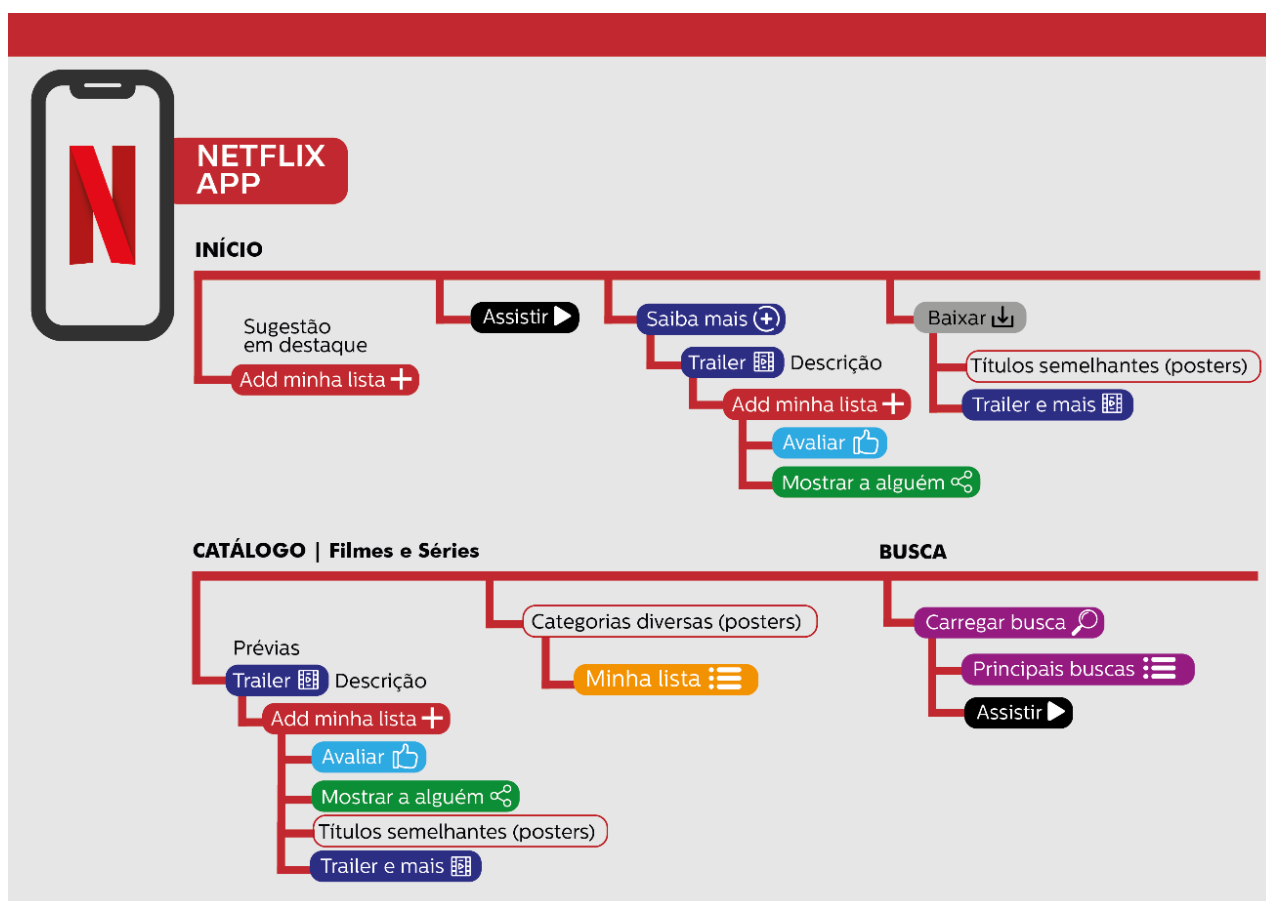 N
NETFLIX
APP
INÍCIO
Sugestão
em destaque
Add minha lista
Assistir
Saiba mais
Trailer Descrição
Add minha lista
Avaliar
Mostrar a alguém
Baixar
Títulos semelhantes (posters)
Trailer e mais
CATÁLOGO | Filmes e Séries
Prévias
Trailer Descrição
Add minha lista
Avaliar
Mostrar a alguém
Títulos semelhantes (posters)
Trailer e mais
Categorias diversas (posters)
Minha lista
BUSCA
Carregar busca
Principais buscas
Assistir